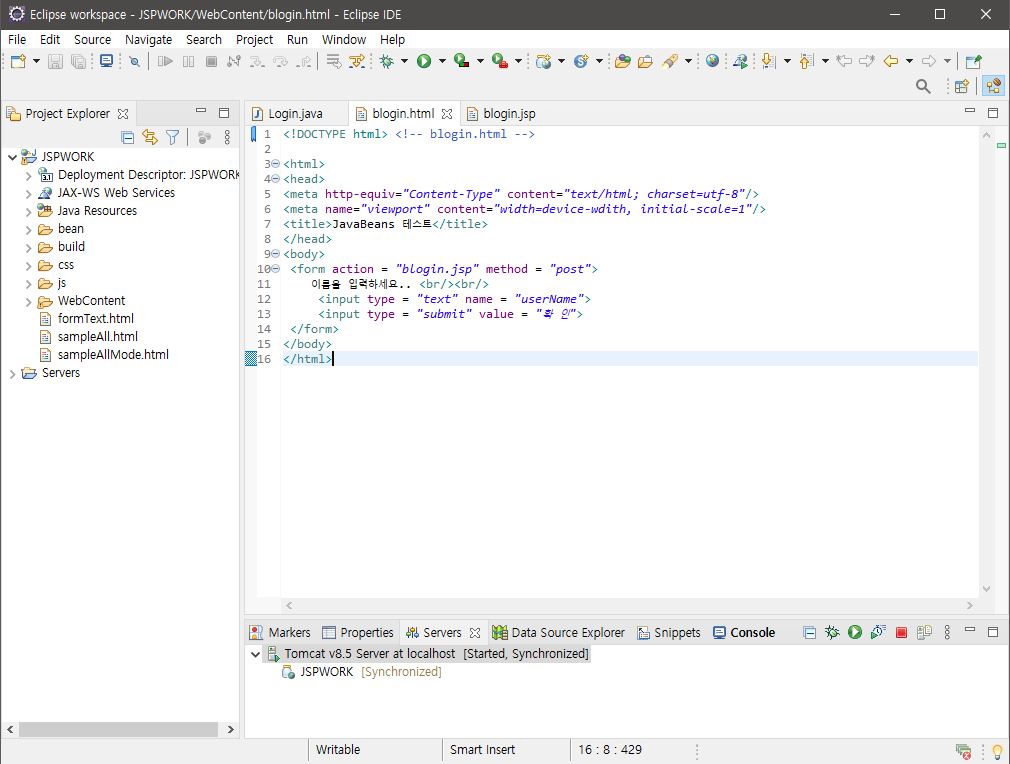 Eclipse workspace - JSPWORK/WebContent/blogin.html - Eclipse IDE
File Edit Source Navigate Search Project Run Window Help
Project Explorer
JSPWORK
Deployment Descriptor: JSPWORK
JAX-WS Web Services
Java Resources
bean
build
css
js
WebContent
formText.html
sampleAll.html
sampleAllMode.html
Servers
Login.java blogin.html blogin.jsp
1 <!DOCTYPE html> <!-- blogin.html -->
2
3 <html>
4 <head>
5 <meta http-equiv="Content-Type" content="text/html; charset=utf-8"/>
6 <meta name="viewport" content="width=device-wdith, initial-scale=1"/>
7 <title>JavaBeans 테스트</title>
8 </head>
9 <body>
10 <form action = "blogin.jsp" method = "post">
11 이름을 입력하세요.. <br/><br/>
12 <input type = "text" name = "userName">
13 <input type = "submit" value = "확 인">
14 </form>
15 </body>
16 </html>
Markers Properties Servers Data Source Explorer Snippets Console
Tomcat v8.5 Server at localhost [Started, Synchronized]
JSPWORK [Synchronized]
Writable Smart Insert 16 : 8 : 429